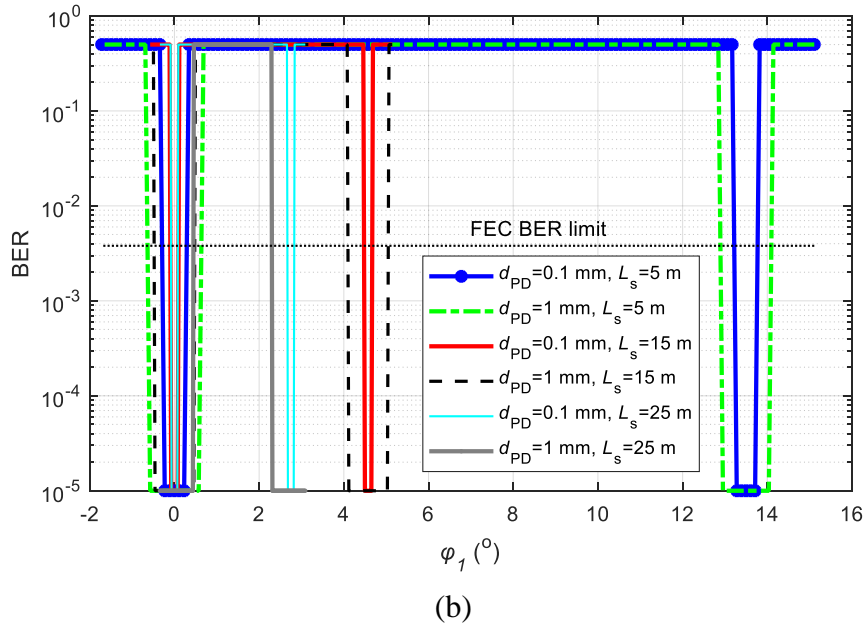 10⁰
10⁻¹
10⁻²
10⁻³
10⁻⁴
10⁻⁵
BER
FEC BER limit
d_PD=0.1 mm, L_s=5 m
d_PD=1 mm, L_s=5 m
d_PD=0.1 mm, L_s=15 m
d_PD=1 mm, L_s=15 m
d_PD=0.1 mm, L_s=25 m
d_PD=1 mm, L_s=25 m
-2 0 2 4 6 8 10 12 14 16
φ_1 (°)
(b)